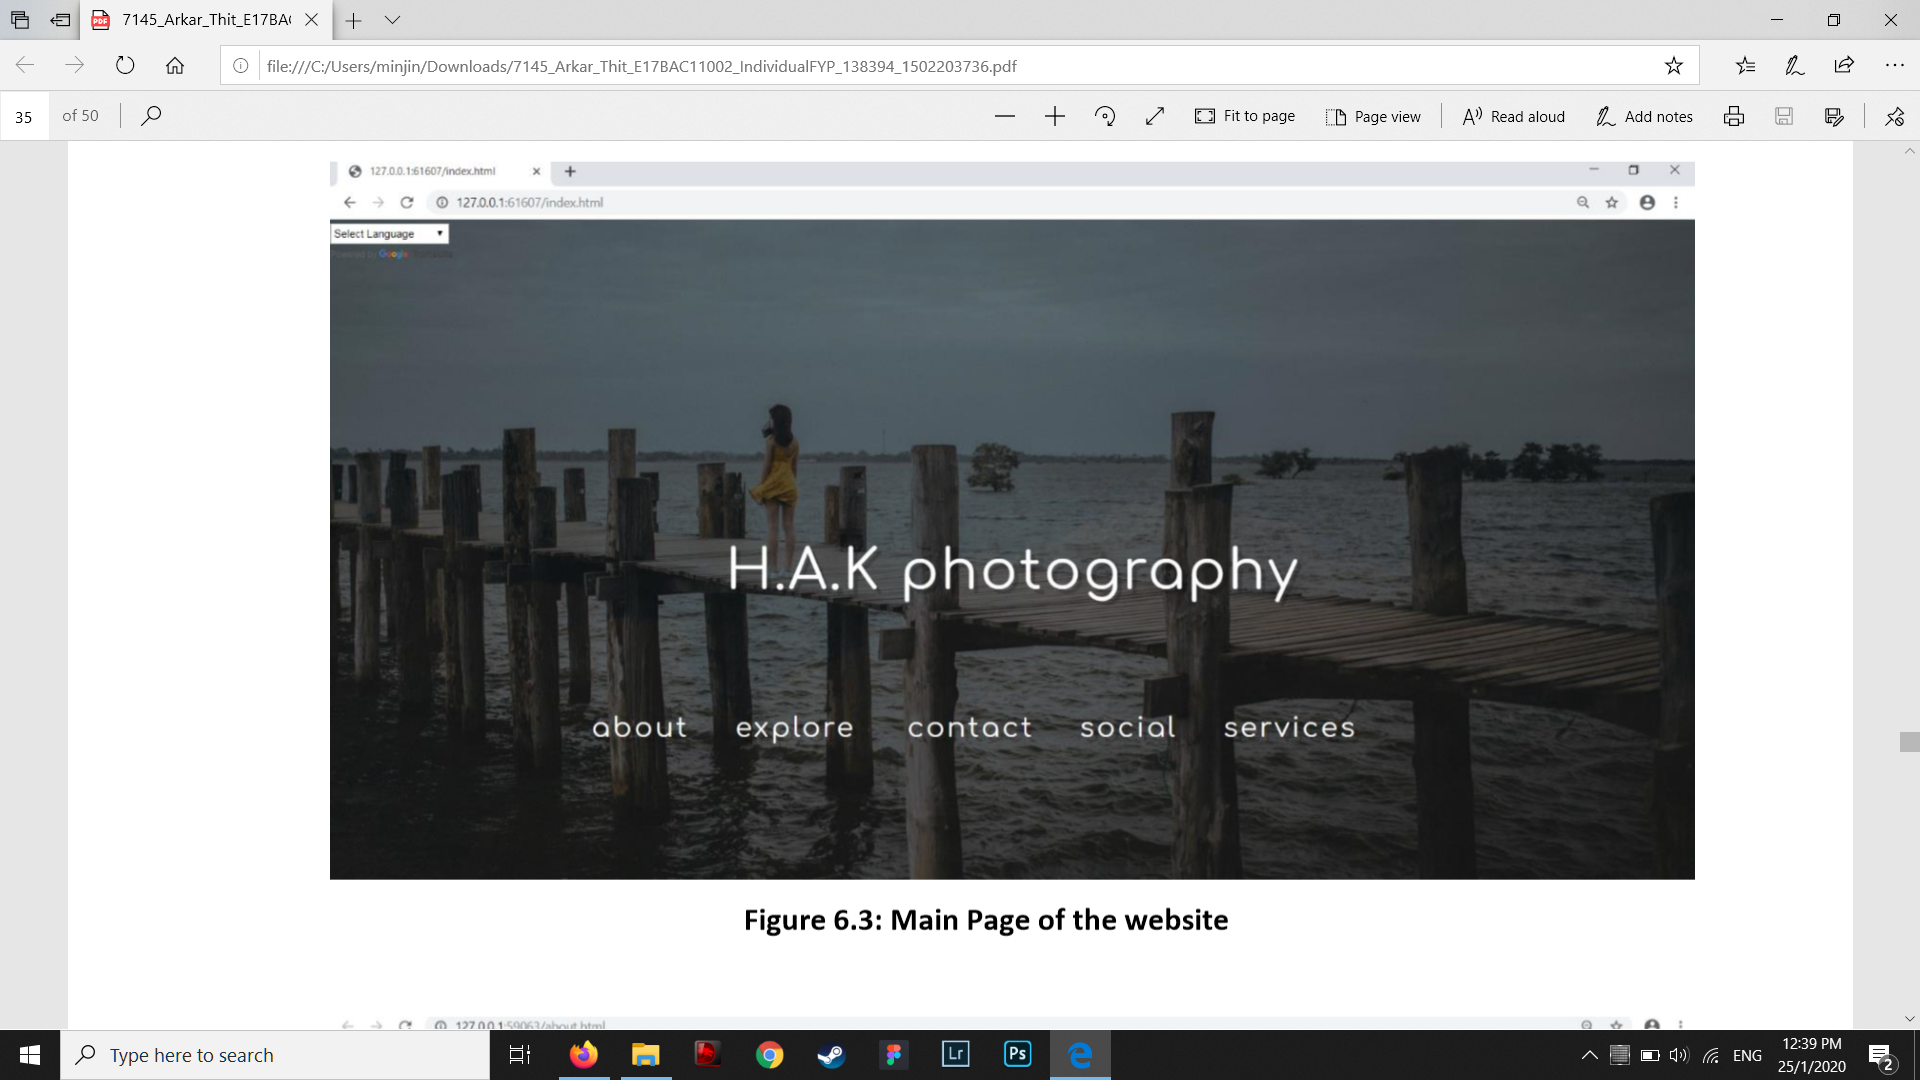 7145_Arkar_Thit_E17BA
file:///C:/Users/minjin/Downloads/7145_Arkar_Thit_E17BAC11002_IndividualFYP_138394_1502203736.pdf
35 of 50 Fit to page Page view Read aloud Add notes
127.0.0.1:61607/index.html
127.0.0.1:61607/index.html
Select Language
Powered by Google
H.A.K photography
about explore contact social services
Figure 6.3: Main Page of the website
127.0.0.1:59063/about.html
Type here to search
Lr Ps
ENG
12:39 PM
25/1/2020
2